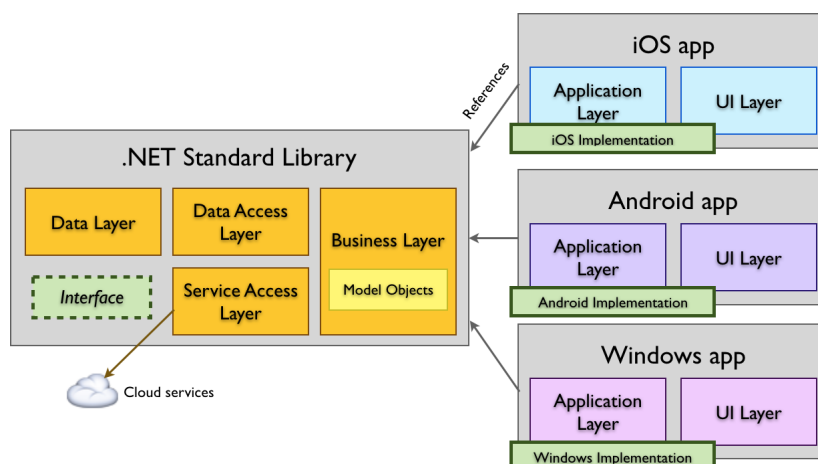 iOS app
References
Application
Layer
UI Layer
iOS Implementation
.NET Standard Library
Data Layer
Data Access
Layer
Business Layer
Model Objects
Interface
Service Access
Layer
Cloud services
Android app
Application
Layer
UI Layer
Android Implementation
Windows app
Application
Layer
UI Layer
Windows Implementation